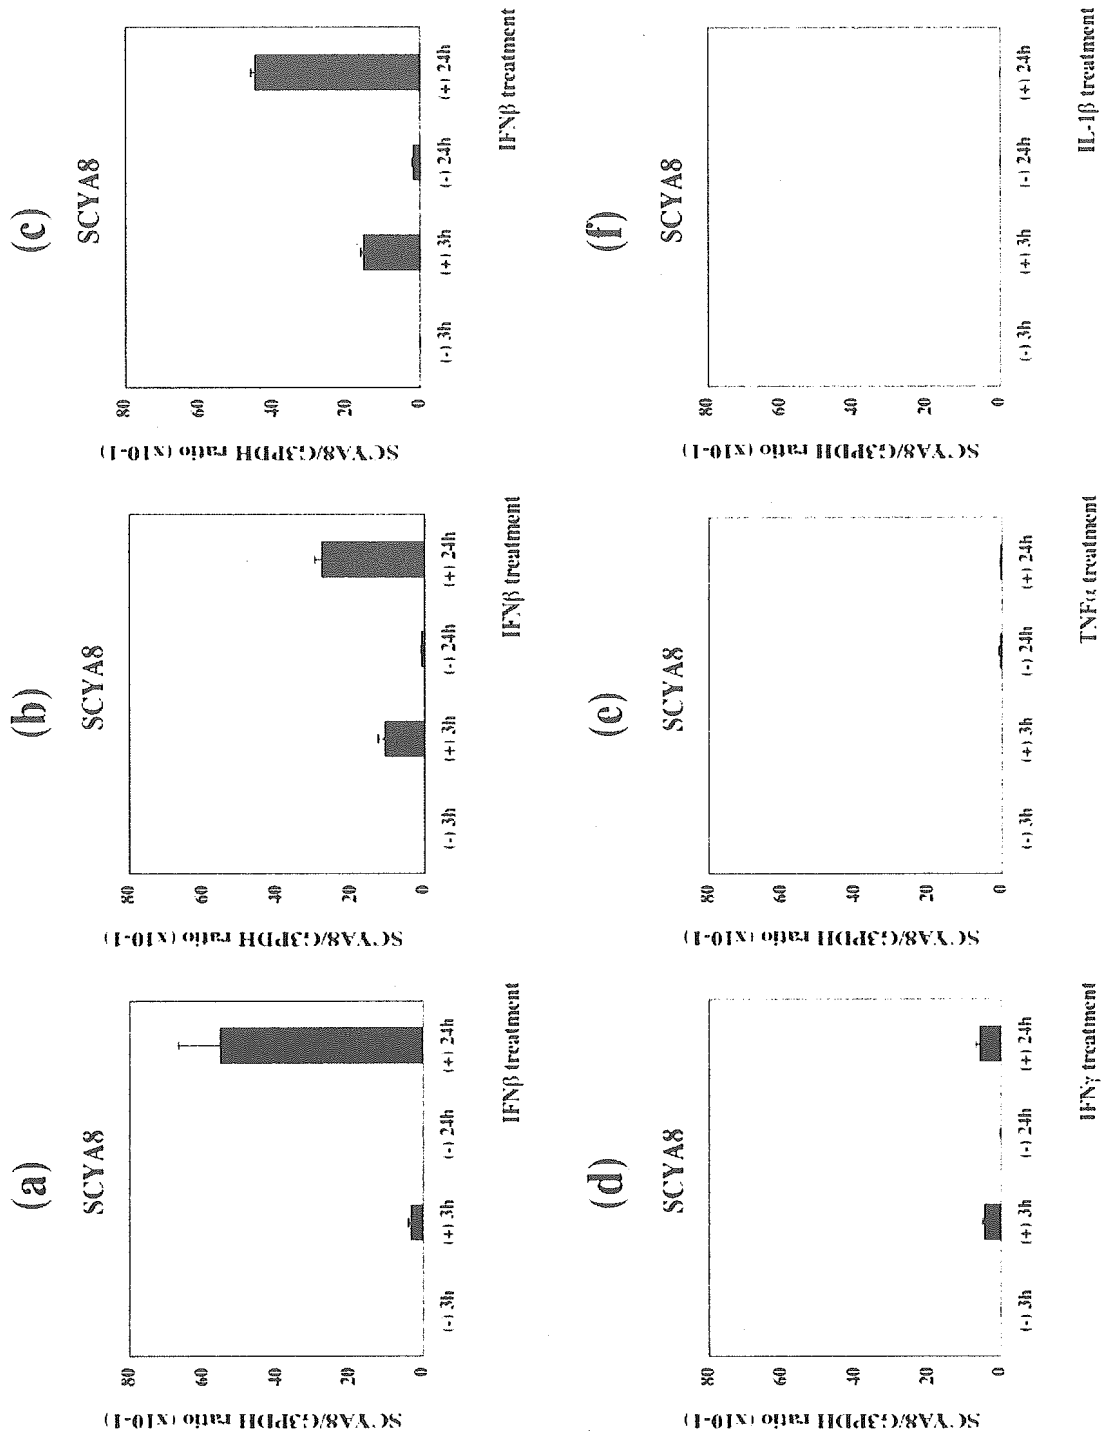 (a)
SCYA8
SCYA8/G3PDH ratio (x10-1)
80
60
40
20
0
(-) 3h
(+) 3h
(-) 24h
(+) 24h
IFNβ treatment
(b)
SCYA8
SCYA8/G3PDH ratio (x10-1)
80
60
40
20
0
(-) 3h
(+) 3h
(-) 24h
(+) 24h
IFNβ treatment
(c)
SCYA8
SCYA8/G3PDH ratio (x10-1)
80
60
40
20
0
(-) 3h
(+) 3h
(-) 24h
(+) 24h
IFNβ treatment
(d)
SCYA8
SCYA8/G3PDH ratio (x10-1)
80
60
40
20
0
(-) 3h
(+) 3h
(-) 24h
(+) 24h
IFNγ treatment
(e)
SCYA8
SCYA8/G3PDH ratio (x10-1)
80
60
40
20
0
(-) 3h
(+) 3h
(-) 24h
(+) 24h
TNFα treatment
(f)
SCYA8
SCYA8/G3PDH ratio (x10-1)
80
60
40
20
0
(-) 3h
(+) 3h
(-) 24h
(+) 24h
IL-1β treatment